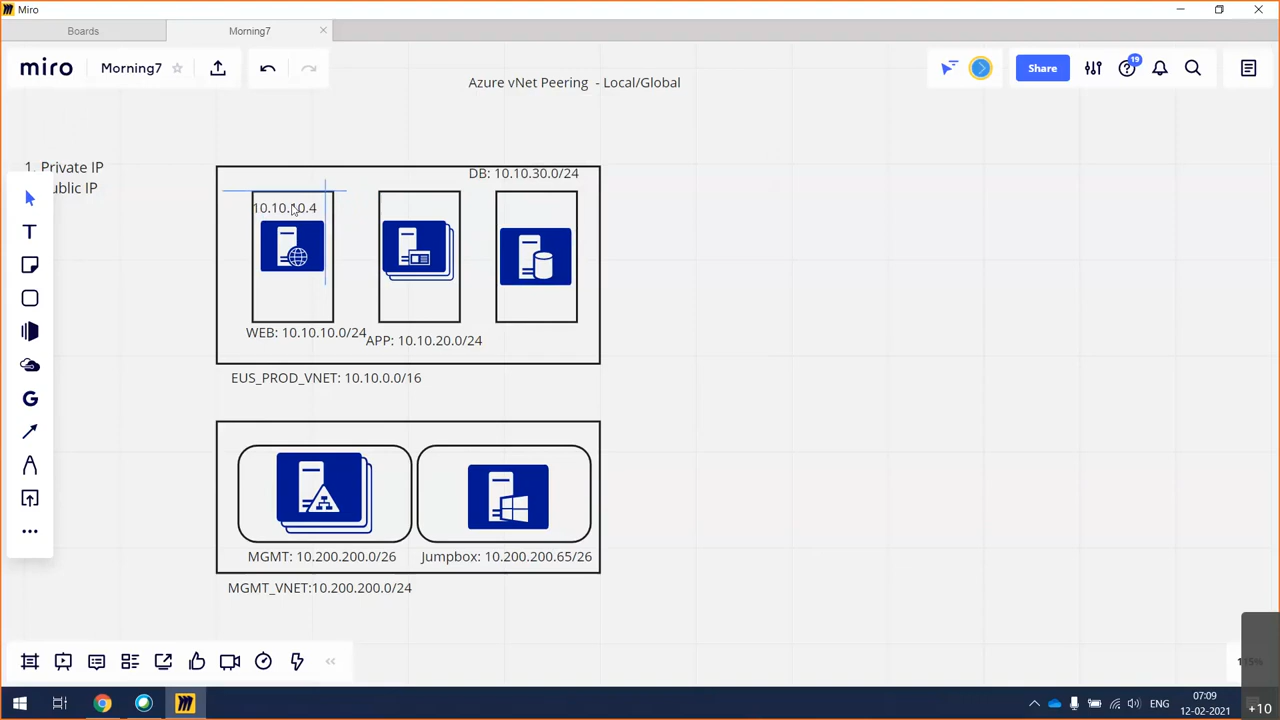 Miro
Boards
Morning7
miro
Morning7
Share
19
Azure vNet Peering - Local/Global
1. Private IP
Public IP
DB: 10.10.30.0/24
WEB: 10.10.10.0/24
APP: 10.10.20.0/24
EUS_PROD_VNET: 10.10.0.0/16
MGMT: 10.200.200.0/26
Jumpbox: 10.200.200.65/26
MGMT_VNET:10.200.200.0/24
ENG
07:09
12-02-2021
+10